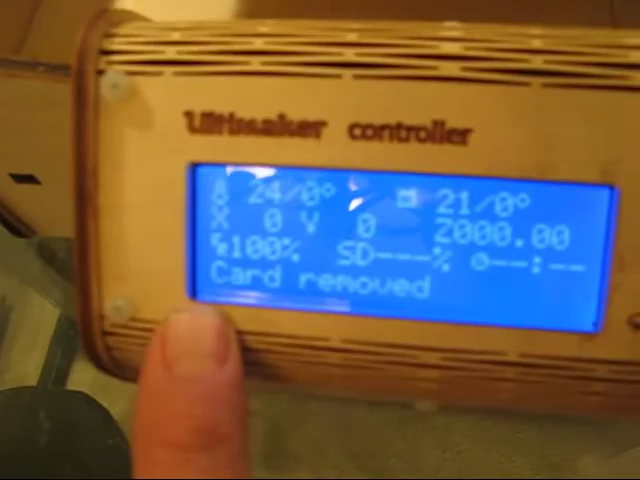 Ultimaker controller
24/0° 21/0°
X 0 Y 0 Z000.00
100% SD---% --:--
Card removed